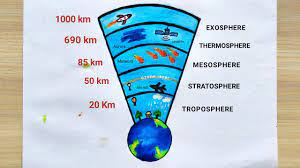 1000 km
EXOSPHERE
690 km
THERMOSPHERE
85 km
MESOSPHERE
50 km
STRATOSPHERE
20 Km
TROPOSPHERE